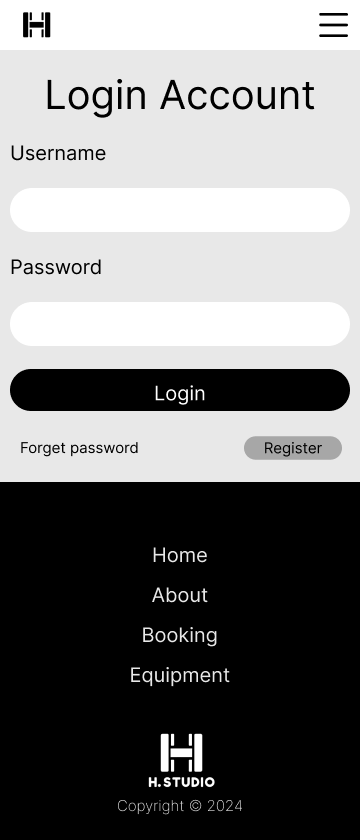 H
Login Account
Username
Password
Login
Forget password
Register
Home
About
Booking
Equipment
H
H.STUDIO
Copyright © 2024